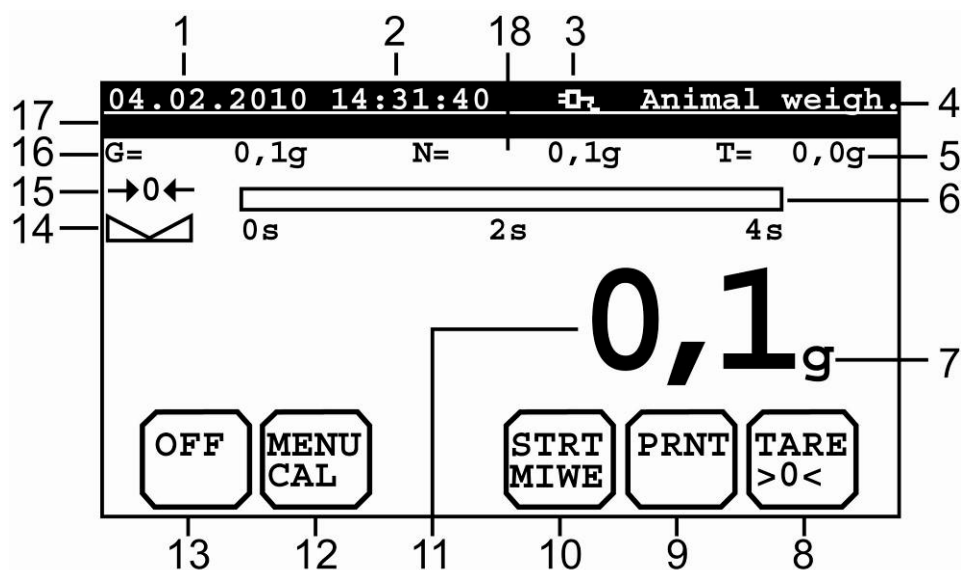 1 2 18 3
04.02.2010 14:31:40 Animal weigh. 4
17
16 G= 0,1g N= 0,1g T= 0,0g 5
15 →0← 6
14 0s 2s 4s
0,1g 7
OFF MENU STRT PRNT TARE
CAL MIWE >0<
13 12 11 10 9 8